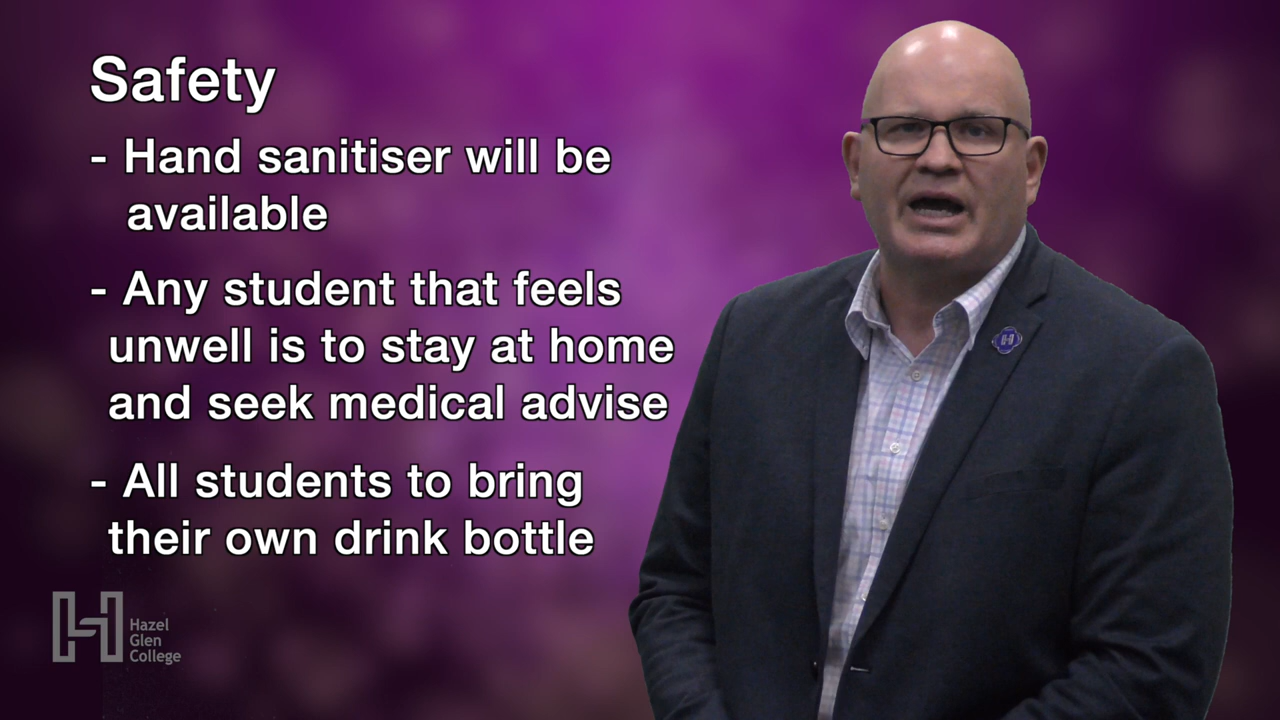 Safety
- Hand sanitiser will be
available
- Any student that feels
unwell is to stay at home
and seek medical advise
- All students to bring
their own drink bottle
Hazel
Glen
College